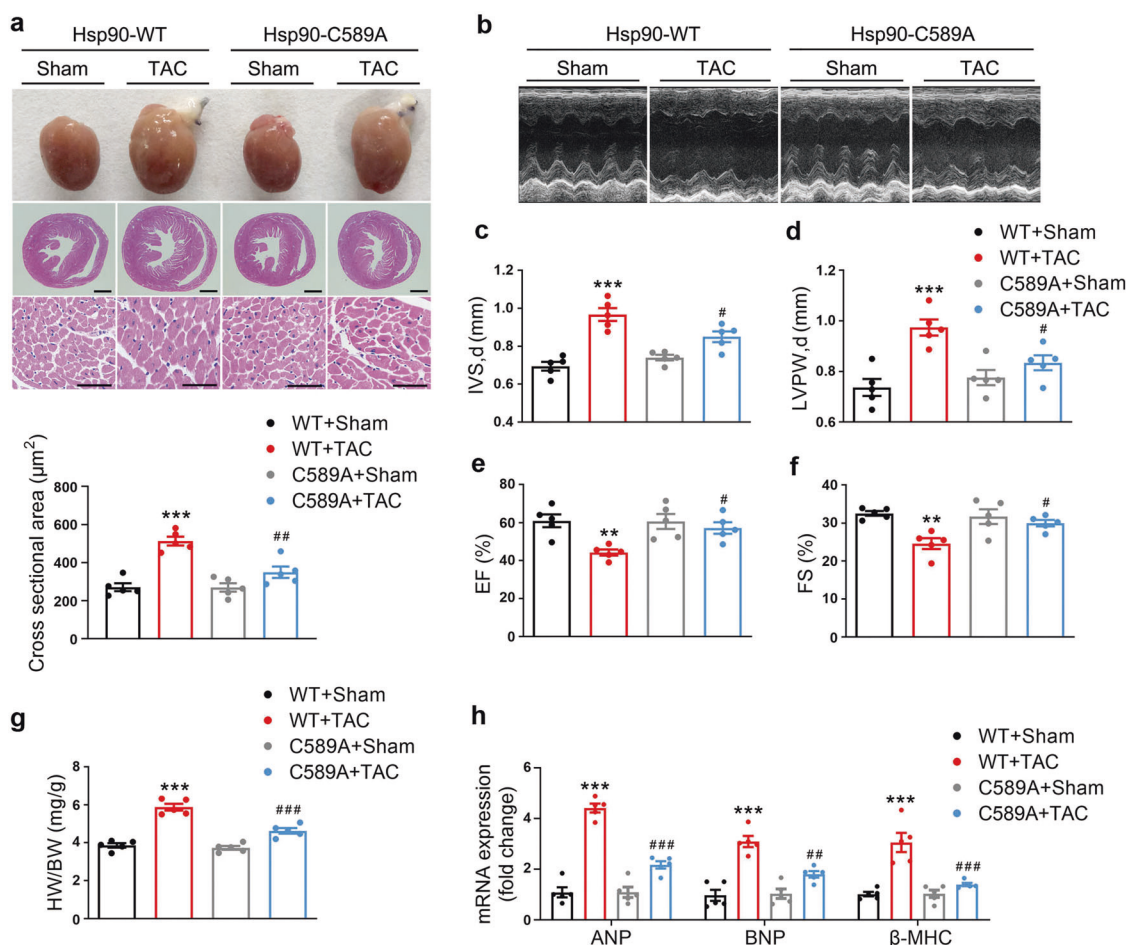 a
Hsp90-WT Hsp90-C589A
Sham TAC Sham TAC
Cross sectional area (μm²)
800
600
400
200
0
***
##
WT+Sham
WT+TAC
C589A+Sham
C589A+TAC
b
Hsp90-WT Hsp90-C589A
Sham TAC Sham TAC
c
IVS,d (mm)
1.2
1.0
0.8
0.6
0.4
***
#
d
LVPW,d (mm)
1.2
1.0
0.8
0.6
***
#
WT+Sham
WT+TAC
C589A+Sham
C589A+TAC
e
EF (%)
80
60
40
20
0
**
#
f
FS (%)
40
30
20
10
0
**
#
g
HW/BW (mg/g)
8
6
4
2
0
***
###
WT+Sham
WT+TAC
C589A+Sham
C589A+TAC
h
mRNA expression
(fold change)
6
4
2
0
***
###
***
##
***
###
ANP BNP β-MHC
WT+Sham
WT+TAC
C589A+Sham
C589A+TAC